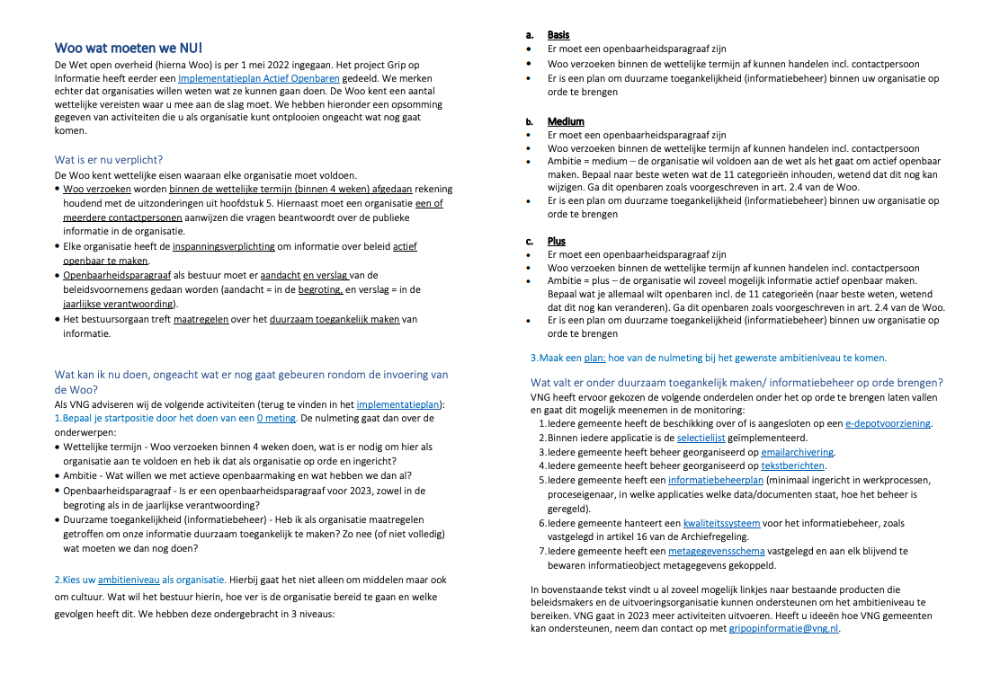 Woo wat moeten we NU!
De Wet open overheid (hierna Woo) is per 1 mei 2022 ingegaan. Het project Grip op
Informatie heeft eerder een Implementatieplan Actief Openbaren gedeeld. We merken
echter dat organisaties willen weten wat ze kunnen gaan doen. De Woo kent een aantal
wettelijke vereisten waar u mee aan de slag moet. We hebben hieronder een opsomming
gegeven van activiteiten die u als organisatie kunt ontplooien ongeacht wat nog gaat
komen.
Wat is er nu verplicht?
De Woo kent wettelijke eisen waaraan elke organisatie moet voldoen.
• Woo verzoeken worden binnen de wettelijke termijn (binnen 4 weken) afgedaan rekening
houdend met de uitzonderingen uit hoofdstuk 5. Hiernaast moet een organisatie een of
meerdere contactpersonen aanwijzen die vragen beantwoordt over de publieke
informatie in de organisatie.
• Elke organisatie heeft de inspanningsverplichting om informatie over beleid actief
openbaar te maken.
• Openbaarheidsparagraaf als bestuur moet er aandacht en verslag van de
beleidsvoornemens gedaan worden (aandacht = in de begroting, en verslag = in de
jaarlijkse verantwoording).
• Het bestuursorgaan treft maatregelen over het duurzaam toegankelijk maken van
informatie.
Wat kan ik nu doen, ongeacht wat er nog gaat gebeuren rondom de invoering van
de Woo?
Als VNG adviseren wij de volgende activiteiten (terug te vinden in het implementatieplan):
1.Bepaal je startpositie door het doen van een 0 meting. De nulmeting gaat dan over de
onderwerpen:
• Wettelijke termijn - Woo verzoeken binnen 4 weken doen, wat is er nodig om hier als
organisatie aan te voldoen en heb ik dat als organisatie op orde en ingericht?
• Ambitie - Wat willen we met actieve openbaarmaking en wat hebben we dan al?
• Openbaarheidsparagraaf - Is er een openbaarheidsparagraaf voor 2023, zowel in de
begroting als in de jaarlijkse verantwoording?
• Duurzame toegankelijkheid (informatiebeheer) - Heb ik als organisatie maatregelen
getroffen om onze informatie duurzaam toegankelijk te maken? Zo nee (of niet volledig)
wat moeten we dan nog doen?
2.Kies uw ambitieniveau als organisatie. Hierbij gaat het niet alleen om middelen maar ook
om cultuur. Wat wil het bestuur hierin, hoe ver is de organisatie bereid te gaan en welke
gevolgen heeft dit. We hebben deze ondergebracht in 3 niveaus:
a. Basis
• Er moet een openbaarheidsparagraaf zijn
• Woo verzoeken binnen de wettelijke termijn af kunnen handelen incl. contactpersoon
• Er is een plan om duurzame toegankelijkheid (informatiebeheer) binnen uw organisatie op
orde te brengen
b. Medium
• Er moet een openbaarheidsparagraaf zijn
• Woo verzoeken binnen de wettelijke termijn af kunnen handelen incl. contactpersoon
• Ambitie = medium – de organisatie wil voldoen aan de wet als het gaat om actief openbaar
maken. Bepaal naar beste weten wat de 11 categorieën inhouden, wetend dat dit nog kan
wijzigen. Ga dit openbaren zoals voorgeschreven in art. 2.4 van de Woo.
• Er is een plan om duurzame toegankelijkheid (informatiebeheer) binnen uw organisatie op
orde te brengen
c. Plus
• Er moet een openbaarheidsparagraaf zijn
• Woo verzoeken binnen de wettelijke termijn af kunnen handelen incl. contactpersoon
• Ambitie = plus – de organisatie wil zoveel mogelijk informatie actief openbaar maken.
Bepaal wat je allemaal wilt openbaren incl. de 11 categorieën (naar beste weten, wetend
dat dit nog kan veranderen). Ga dit openbaren zoals voorgeschreven in art. 2.4 van de Woo.
• Er is een plan om duurzame toegankelijkheid (informatiebeheer) binnen uw organisatie op
orde te brengen
3.Maak een plan: hoe van de nulmeting bij het gewenste ambitieniveau te komen.
Wat valt er onder duurzaam toegankelijk maken/ informatiebeheer op orde brengen?
VNG heeft ervoor gekozen de volgende onderdelen onder het op orde te brengen laten vallen
en gaat dit mogelijk meenemen in de monitoring:
1.Iedere gemeente heeft de beschikking over of is aangesloten op een e-depotvoorziening.
2.Binnen iedere applicatie is de selectielijst geïmplementeerd.
3.Iedere gemeente heeft beheer georganiseerd op emailarchivering.
4.Iedere gemeente heeft beheer georganiseerd op tekstberichten.
5.Iedere gemeente heeft een informatiebeheerplan (minimaal ingericht in werkprocessen,
proceseigenaar, in welke applicaties welke data/documenten staat, hoe het beheer is
geregeld).
6.Iedere gemeente hanteert een kwaliteitssysteem voor het informatiebeheer, zoals
vastgelegd in artikel 16 van de Archiefregeling.
7.Iedere gemeente heeft een metagegevensschema vastgelegd en aan elk blijvend te
bewaren informatieobject metagegevens gekoppeld.
In bovenstaande tekst vindt u al zoveel mogelijk linkjes naar bestaande producten die
beleidsmakers en de uitvoeringsorganisatie kunnen ondersteunen om het ambitieniveau te
bereiken. VNG gaat in 2023 meer activiteiten uitvoeren. Heeft u ideeën hoe VNG gemeenten
kan ondersteunen, neem dan contact op met gripopinformatie@vng.nl.